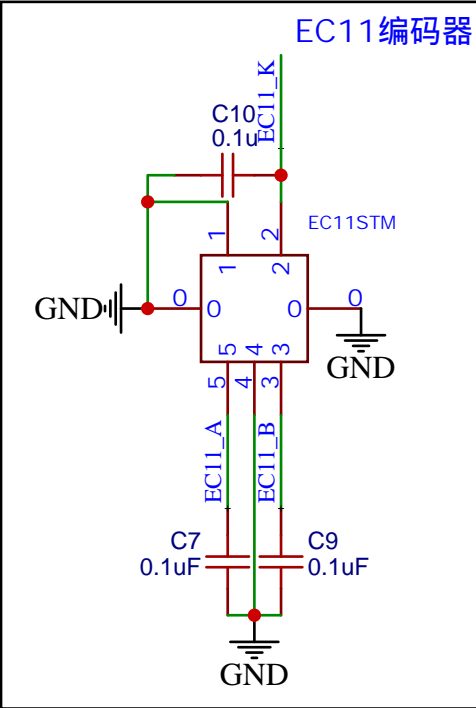 EC11编码器
EC11_K
C10
0.1u
EC11STM
1
2
1
2
GND
0
0
0
0
GND
5
4
3
5
4
3
EC11_A
EC11_B
C7
0.1uF
C9
0.1uF
GND